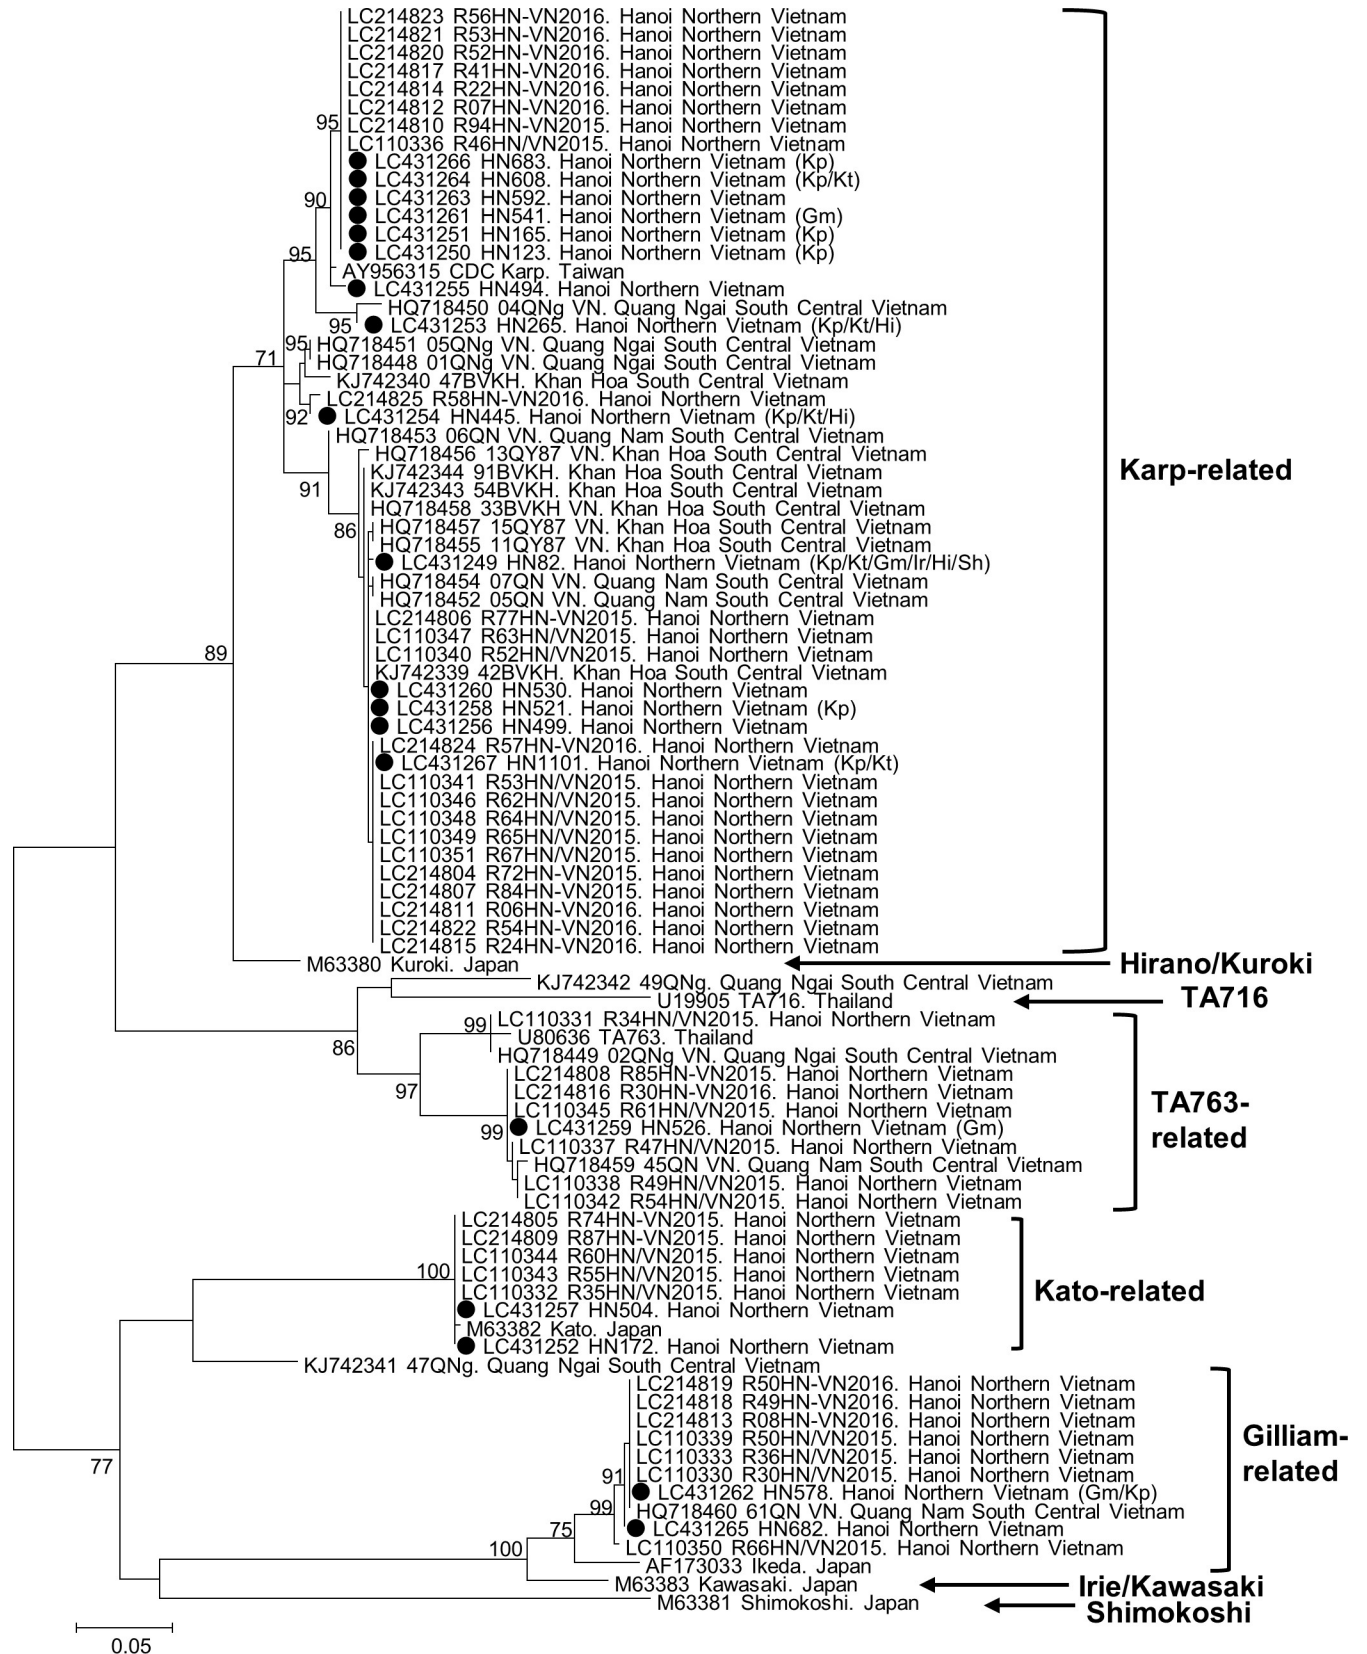 LC214823 R56HN-VN2016. Hanoi Northern Vietnam
LC214821 R53HN-VN2016. Hanoi Northern Vietnam
LC214820 R52HN-VN2016. Hanoi Northern Vietnam
LC214817 R41HN-VN2016. Hanoi Northern Vietnam
LC214814 R22HN-VN2016. Hanoi Northern Vietnam
LC214812 R07HN-VN2016. Hanoi Northern Vietnam
95
LC214810 R94HN-VN2015. Hanoi Northern Vietnam
LC110336 R46HN/VN2015. Hanoi Northern Vietnam
LC431266 HN683. Hanoi Northern Vietnam (Kp)
LC431264 HN608. Hanoi Northern Vietnam (Kp/Kt)
90
LC431263 HN592. Hanoi Northern Vietnam
LC431261 HN541. Hanoi Northern Vietnam (Gm)
LC431251 HN165. Hanoi Northern Vietnam (Kp)
95
LC431250 HN123. Hanoi Northern Vietnam (Kp)
AY956315 CDC Karp. Taiwan
LC431255 HN494. Hanoi Northern Vietnam
HQ718450 04QNg VN. Quang Ngai South Central Vietnam
95
LC431253 HN265. Hanoi Northern Vietnam (Kp/Kt/Hi)
95
HQ718451 05QNg VN. Quang Ngai South Central Vietnam
71
HQ718448 01QNg VN. Quang Ngai South Central Vietnam
KJ742340 47BVKH. Khan Hoa South Central Vietnam
LC214825 R58HN-VN2016. Hanoi Northern Vietnam
92
LC431254 HN445. Hanoi Northern Vietnam (Kp/Kt/Hi)
HQ718453 06QN VN. Quang Nam South Central Vietnam
HQ718456 13QY87 VN. Khan Hoa South Central Vietnam
KJ742344 91BVKH. Khan Hoa South Central Vietnam
Karp-related
91
KJ742343 54BVKH. Khan Hoa South Central Vietnam
HQ718458 33BVKH VN. Khan Hoa South Central Vietnam
86
HQ718457 15QY87 VN. Khan Hoa South Central Vietnam
HQ718455 11QY87 VN. Khan Hoa South Central Vietnam
LC431249 HN82. Hanoi Northern Vietnam (Kp/Kt/Gm/Ir/Hi/Sh)
HQ718454 07QN VN. Quang Nam South Central Vietnam
HQ718452 05QN VN. Quang Nam South Central Vietnam
LC214806 R77HN-VN2015. Hanoi Northern Vietnam
LC110347 R63HN/VN2015. Hanoi Northern Vietnam
89
LC110340 R52HN/VN2015. Hanoi Northern Vietnam
KJ742339 42BVKH. Khan Hoa South Central Vietnam
LC431260 HN530. Hanoi Northern Vietnam
LC431258 HN521. Hanoi Northern Vietnam (Kp)
LC431256 HN499. Hanoi Northern Vietnam
LC214824 R57HN-VN2016. Hanoi Northern Vietnam
LC431267 HN1101. Hanoi Northern Vietnam (Kp/Kt)
LC110341 R53HN/VN2015. Hanoi Northern Vietnam
LC110346 R62HN/VN2015. Hanoi Northern Vietnam
LC110348 R64HN/VN2015. Hanoi Northern Vietnam
LC110349 R65HN/VN2015. Hanoi Northern Vietnam
LC110351 R67HN/VN2015. Hanoi Northern Vietnam
LC214804 R72HN-VN2015. Hanoi Northern Vietnam
LC214807 R84HN-VN2015. Hanoi Northern Vietnam
LC214811 R06HN-VN2016. Hanoi Northern Vietnam
LC214822 R54HN-VN2016. Hanoi Northern Vietnam
LC214815 R24HN-VN2016. Hanoi Northern Vietnam
M63380 Kuroki. Japan
Hirano/Kuroki
KJ742342 49QNg. Quang Ngai South Central Vietnam
U19905 TA716. Thailand
TA716
99
LC110331 R34HN/VN2015. Hanoi Northern Vietnam
U80636 TA763. Thailand
86
HQ718449 02QNg VN. Quang Ngai South Central Vietnam
LC214808 R85HN-VN2015. Hanoi Northern Vietnam
97
LC214816 R30HN-VN2016. Hanoi Northern Vietnam
TA763-
related
LC110345 R61HN/VN2015. Hanoi Northern Vietnam
99
LC431259 HN526. Hanoi Northern Vietnam (Gm)
LC110337 R47HN/VN2015. Hanoi Northern Vietnam
HQ718459 45QN VN. Quang Nam South Central Vietnam
LC110338 R49HN/VN2015. Hanoi Northern Vietnam
LC110342 R54HN/VN2015. Hanoi Northern Vietnam
LC214805 R74HN-VN2015. Hanoi Northern Vietnam
LC214809 R87HN-VN2015. Hanoi Northern Vietnam
LC110344 R60HN/VN2015. Hanoi Northern Vietnam
100
LC110343 R55HN/VN2015. Hanoi Northern Vietnam
LC110332 R35HN/VN2015. Hanoi Northern Vietnam
Kato-related
LC431257 HN504. Hanoi Northern Vietnam
M63382 Kato. Japan
LC431252 HN172. Hanoi Northern Vietnam
KJ742341 47QNg. Quang Ngai South Central Vietnam
LC214819 R50HN-VN2016. Hanoi Northern Vietnam
LC214818 R49HN-VN2016. Hanoi Northern Vietnam
LC214813 R08HN-VN2016. Hanoi Northern Vietnam
LC110339 R50HN/VN2015. Hanoi Northern Vietnam
Gilliam-
related
77
LC110333 R36HN/VN2015. Hanoi Northern Vietnam
91
LC110330 R30HN/VN2015. Hanoi Northern Vietnam
LC431262 HN578. Hanoi Northern Vietnam (Gm/Kp)
99
HQ718460 61QN VN. Quang Nam South Central Vietnam
75
LC431265 HN682. Hanoi Northern Vietnam
100
LC110350 R66HN/VN2015. Hanoi Northern Vietnam
AF173033 Ikeda. Japan
M63383 Kawasaki. Japan
Irie/Kawasaki
M63381 Shimokoshi. Japan
Shimokoshi
0.05